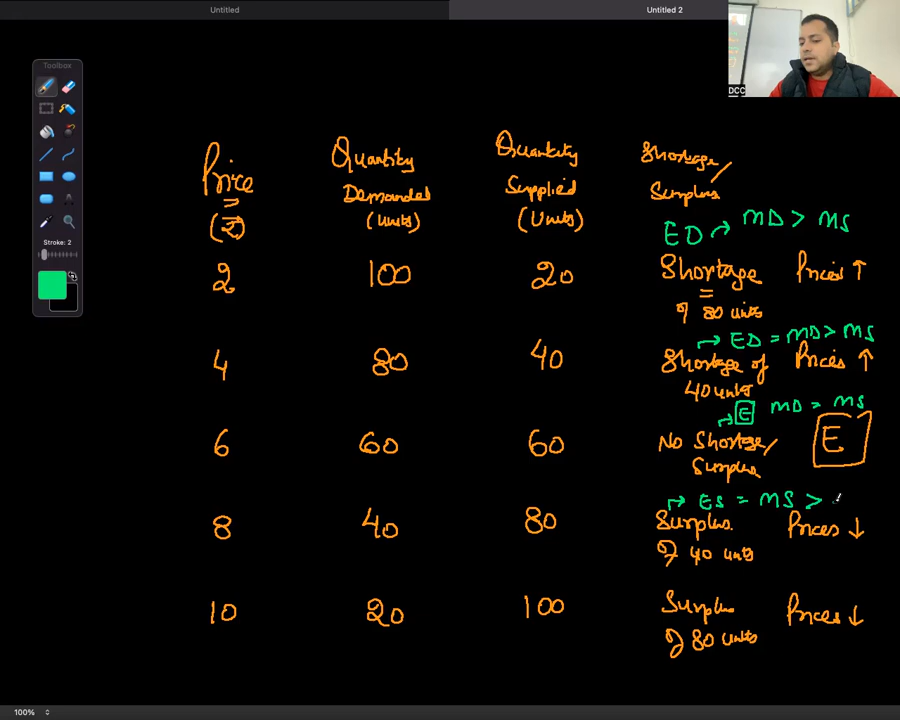 Untitled
Untitled 2
DCC
Toolbox
Stroke: 2
Price
(₹)
Quantity
Demanded
(Units)
Quantity
Supplied
(Units)
Shortage/
Surplus
ED → MD > MS
2 100 20 Shortage Prices ↑
of 80 units
→ ED = MD > MS
4 80 40 Shortage of Prices ↑
40 units
→ E MD = MS
6 60 60 No Shortage/ E
Surplus
→ ES = MS >
8 40 80 Surplus. Prices ↓
of 40 units
10 20 100 Surplus Prices ↓
of 80 units
100%